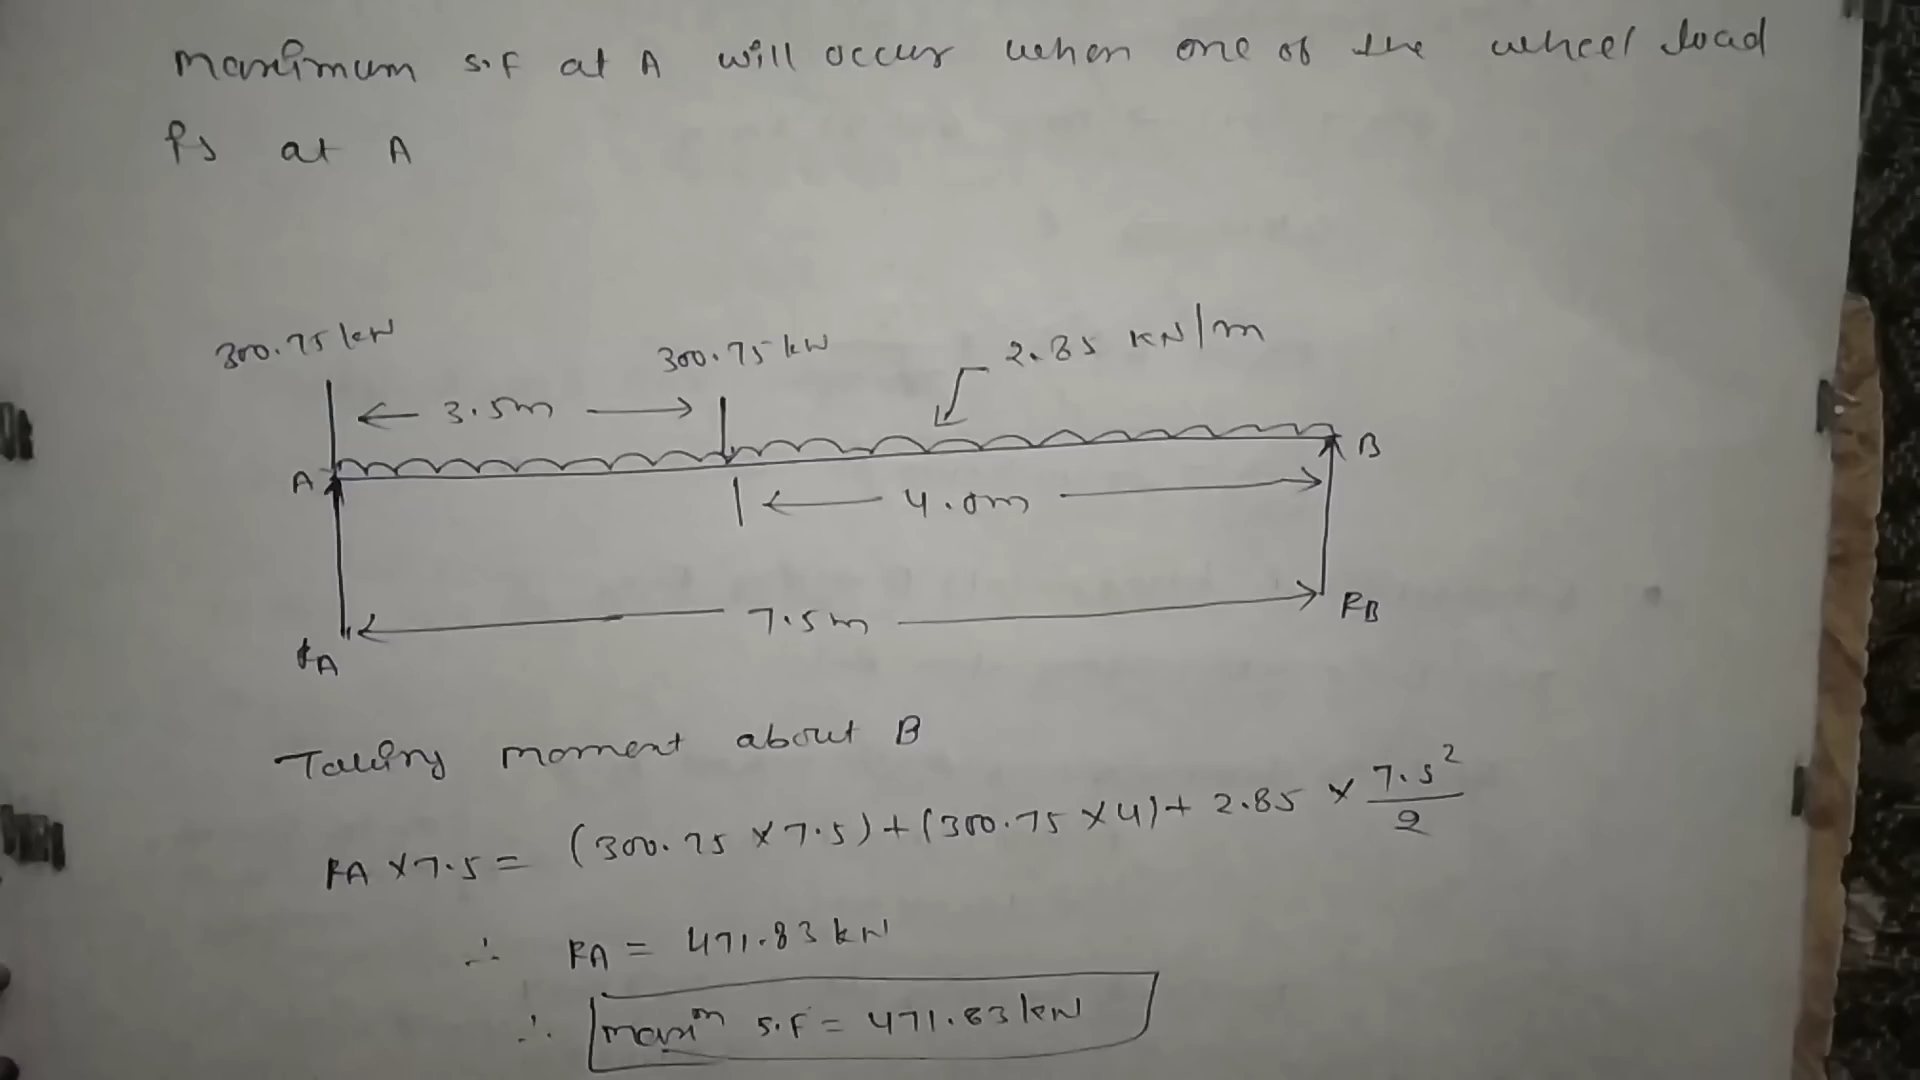 maximum S.F at A will occur when one of the wheel load
is at A
300.75 kN
300.75 kN
2.85 KN/m
3.5m
A
B
4.0m
7.5m
RA
RB
Taking moment about B
RA X 7.5 = (300.75 X 7.5) + (300.75 X 4) + 2.85 X 7.5²/2
∴ RA = 471.83 kN
∴ maxᵐ S.F = 471.83 kN